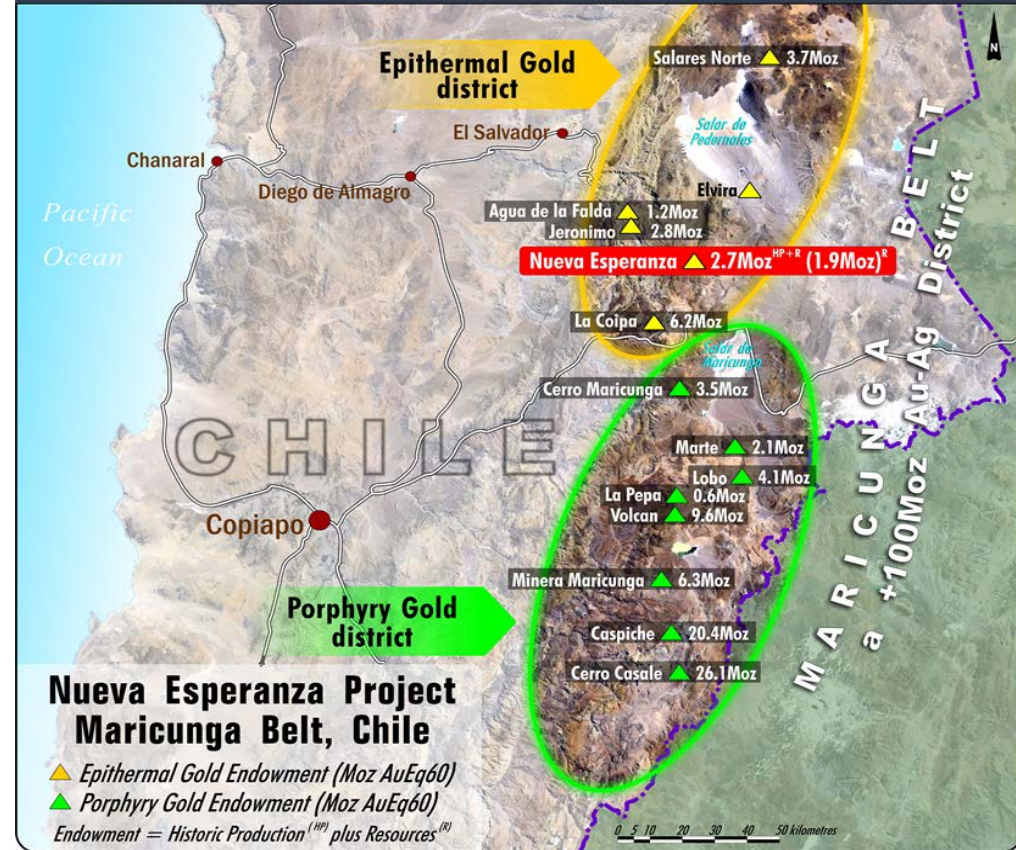 N
Epithermal Gold
district
Salares Norte 3.7Moz
Salar de
Pedernales
El Salvador
Chanaral
Diego de Almagro
Elvira
Pacific
Ocean
Agua de la Falda 1.2Moz
Jeronimo 2.8Moz
Nueva Esperanza 2.7Moz HP+R (1.9Moz) R
La Coipa 6.2Moz
Salar de
Maricunga
Cerro Maricunga 3.5Moz
MARICUNGA BELT
a +100Moz Au-Ag District
CHILE
Marte 2.1Moz
Lobo 4.1Moz
La Pepa 0.6Moz
Volcan 9.6Moz
Copiapo
Minera Maricunga 6.3Moz
Porphyry Gold
district
Caspiche 20.4Moz
Cerro Casale 26.1Moz
Nueva Esperanza Project
Maricunga Belt, Chile
Epithermal Gold Endowment (Moz AuEq60)
Porphyry Gold Endowment (Moz AuEq60)
Endowment = Historic Production (HP) plus Resources (R)
0 5 10 20 30 40 50 kilometres